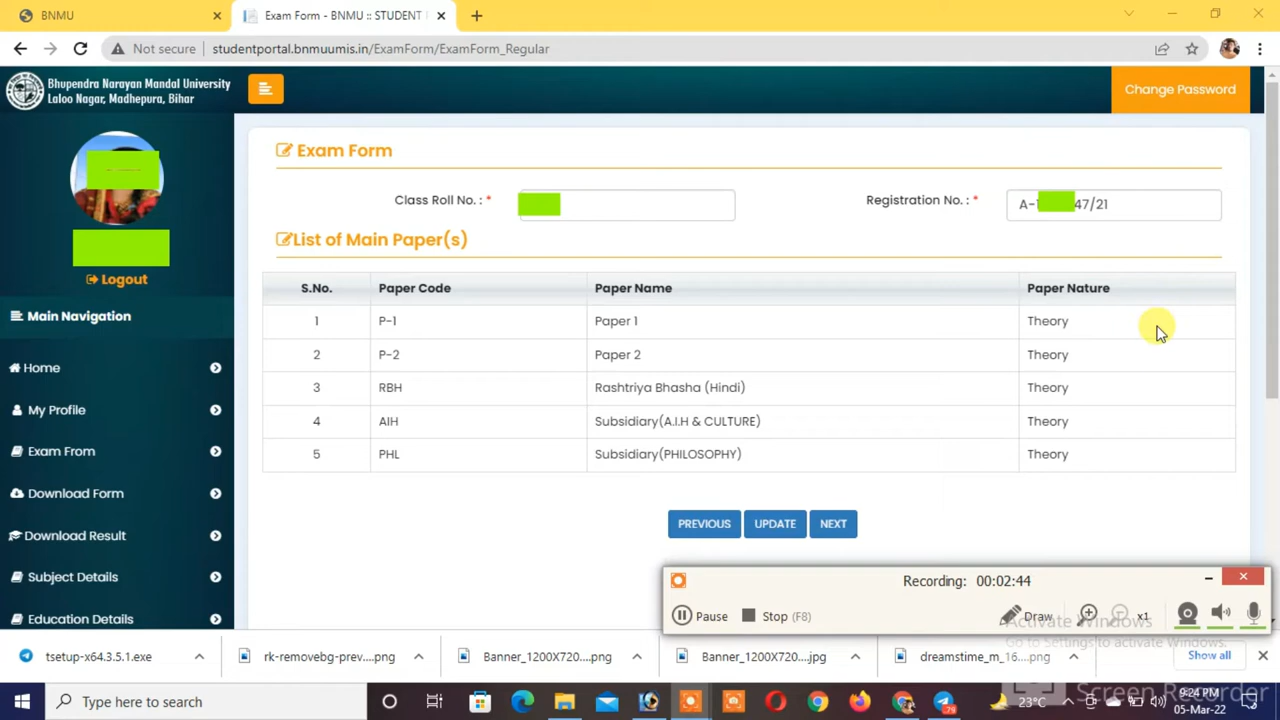 BNMU
Exam Form - BNMU :: STUDENT
Not secure
studentportal.bnmuumis.in/ExamForm/ExamForm_Regular
Bhupendra Narayan Mandal University
Laloo Nagar, Madhepura, Bihar
Change Password
Exam Form
Class Roll No. : *
Registration No. : *
A-1 47/21
List of Main Paper(s)
Logout
S.No. Paper Code Paper Name Paper Nature
1 P-1 Paper 1 Theory
2 P-2 Paper 2 Theory
3 RBH Rashtriya Bhasha (Hindi) Theory
4 AIH Subsidiary(A.I.H & CULTURE) Theory
5 PHL Subsidiary(PHILOSOPHY) Theory
Main Navigation
Home
My Profile
Exam From
Download Form
Download Result
Subject Details
Education Details
PREVIOUS UPDATE NEXT
Recording: 00:02:44
Pause Stop (F8) Draw x1
Activate Windows
Go to Settings to activate Windows.
tsetup-x64.3.5.1.exe
rk-removebg-prev....png
Banner_1200X720....png
Banner_1200X720....jpg
dreamstime_m_16....png
Show all
Screen Recorder
Type here to search
23°C
9:24 PM
05-Mar-22